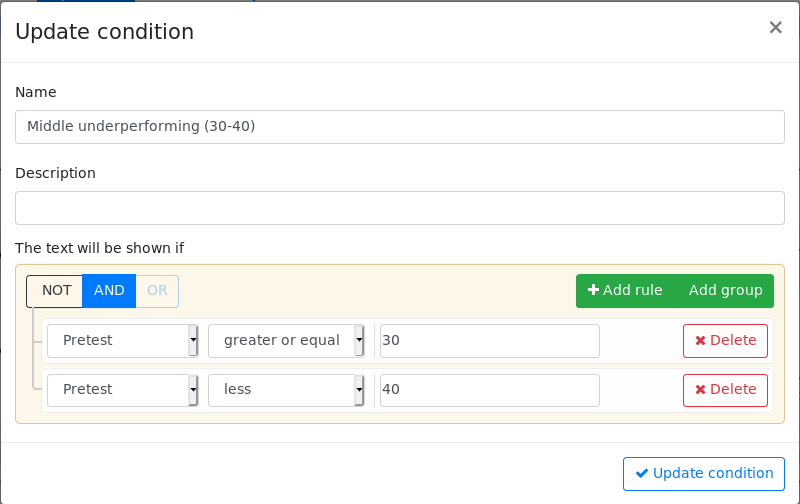 Update condition ×
Name
Middle underperforming (30-40)
Description
The text will be shown if
NOT AND OR Add rule Add group
Pretest greater or equal 30 Delete
Pretest less 40 Delete
Update condition